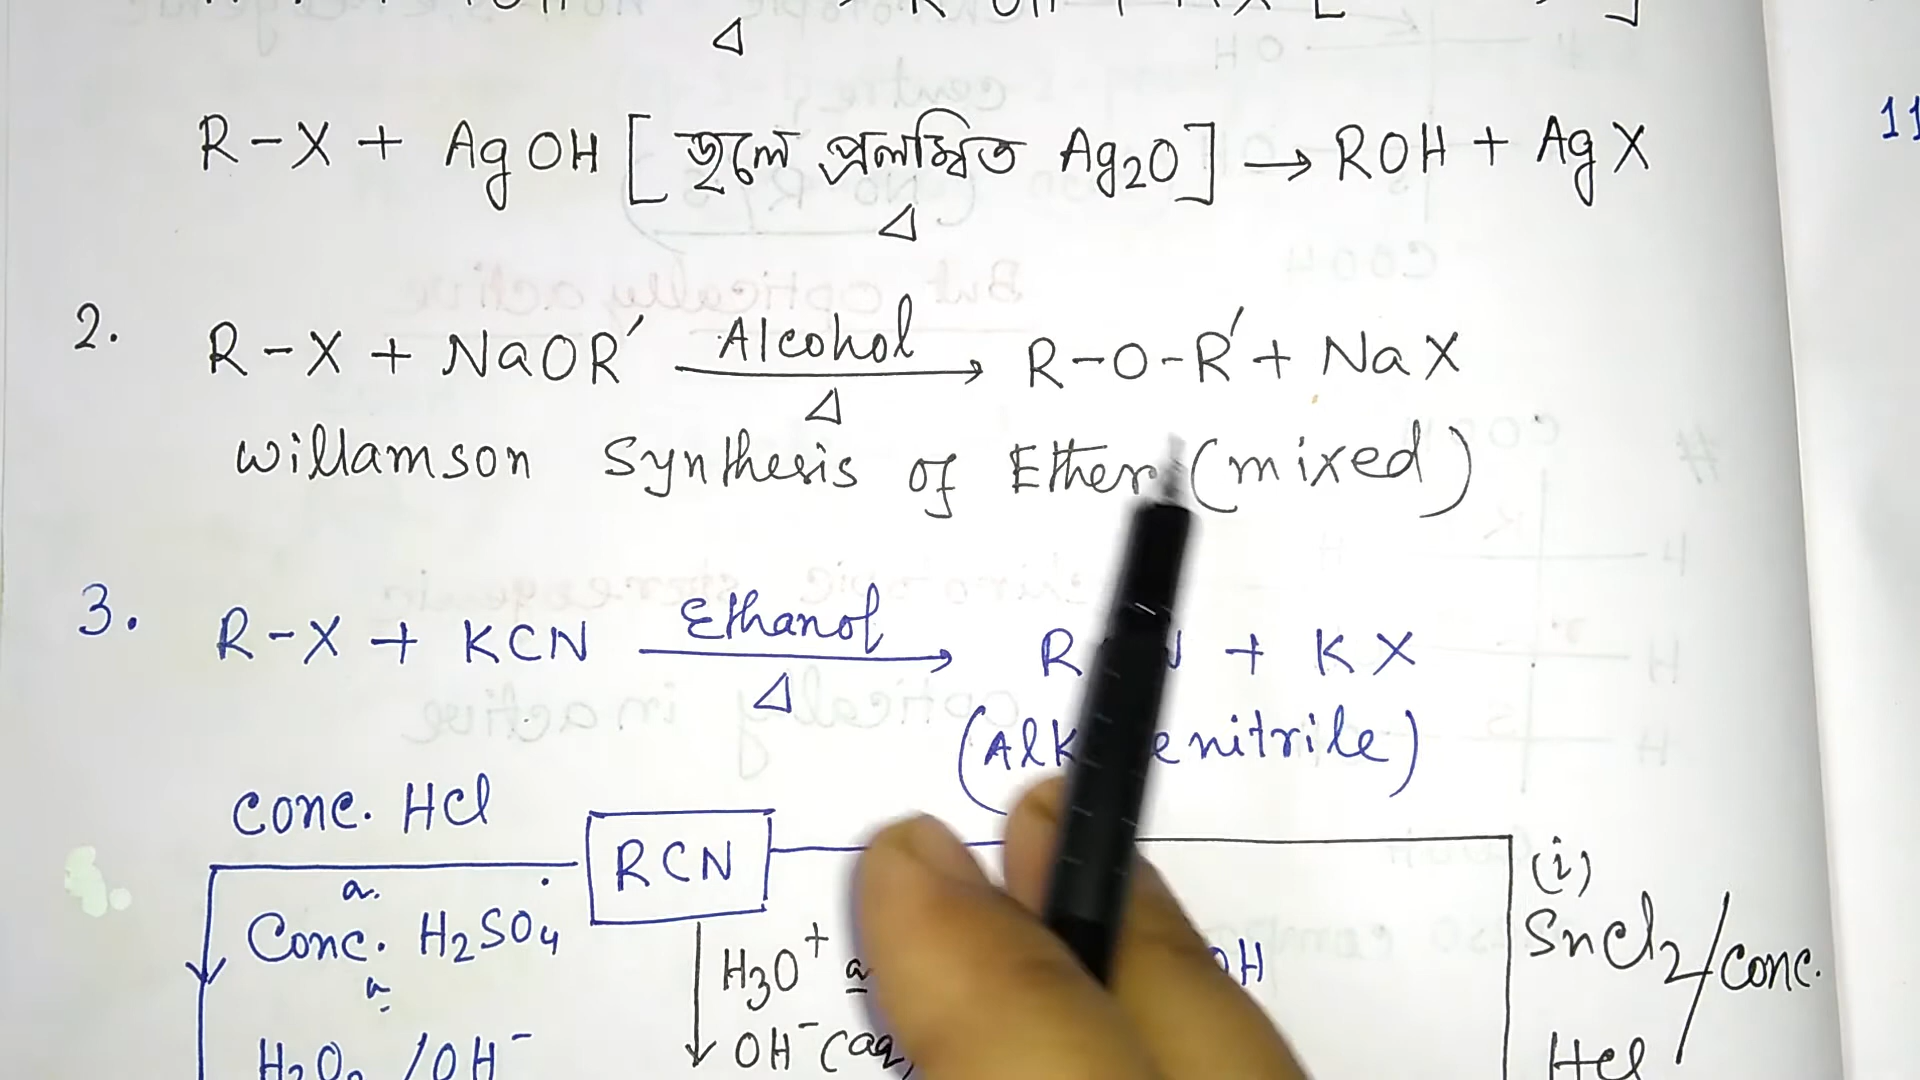 Δ
R-X + AgOH [জলে প্রলম্বিত Ag2O] → ROH + AgX
Δ
2. R-X + NaOR′ Alcohol → R-O-R′ + NaX
Δ
Willamson Synthesis of Ether (mixed)
3. R-X + KCN Ethanol → R N + KX
Δ
(Alk enitrile)
conc. HCl
RCN
a.
Conc. H2SO4
a
H3O+ a
OH
(i)
SnCl2/conc.
HCl
H2O2/OH-
OH-(aq)
11